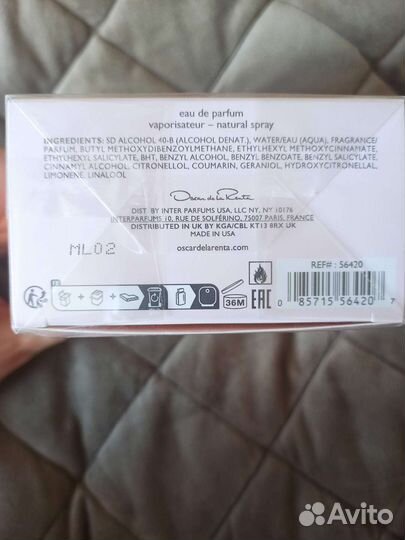 eau de parfum
vaporisateur – natural spray
INGREDIENTS: SD ALCOHOL 40-B (ALCOHOL DENAT.), WATER/EAU (AQUA), FRAGRANCE/
PARFUM, BUTYL METHOXYDIBENZOYLMETHANE, ETHYLHEXYL METHOXYCINNAMATE,
ETHYLHEXYL SALICYLATE, BHT, BENZYL ALCOHOL, BENZYL BENZOATE, BENZYL SALICYLATE,
CINNAMYL ALCOHOL, CITRONELLOL, COUMARIN, GERANIOL, HYDROXYCITRONELLAL,
LIMONENE, LINALOOL
Oscar de la Renta
DIST. BY INTER PARFUMS USA, LLC NY, NY 10176
INTERPARFUMS 10, RUE DE SOLFÉRINO, 75007 PARIS, FRANCE
DISTRIBUTED IN UK BY KGA/CBL KT13 8RX UK
MADE IN USA
oscardelarenta.com
ML02
REF#: 56420
36M
EAC
0 85715 56420 7
Avito